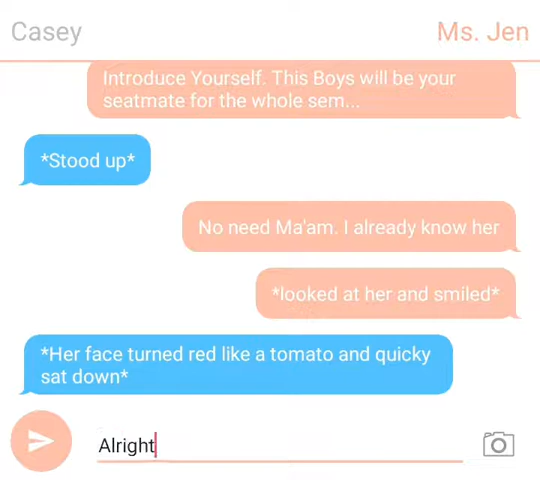 Casey
Ms. Jen
Introduce Yourself. This Boys will be your
seatmate for the whole sem...
*Stood up*
No need Ma'am. I already know her
*looked at her and smiled*
*Her face turned red like a tomato and quicky
sat down*
Alright